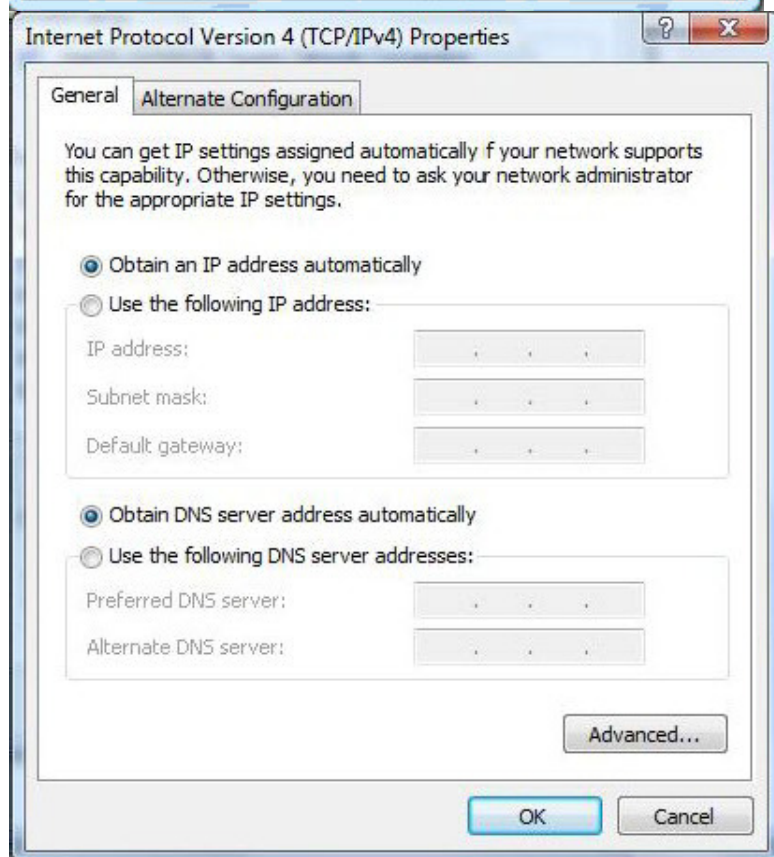 Internet Protocol Version 4 (TCP/IPv4) Properties
General
Alternate Configuration
You can get IP settings assigned automatically if your network supports
this capability. Otherwise, you need to ask your network administrator
for the appropriate IP settings.
Obtain an IP address automatically
Use the following IP address:
IP address:
Subnet mask:
Default gateway:
Obtain DNS server address automatically
Use the following DNS server addresses:
Preferred DNS server:
Alternate DNS server:
Advanced...
OK
Cancel